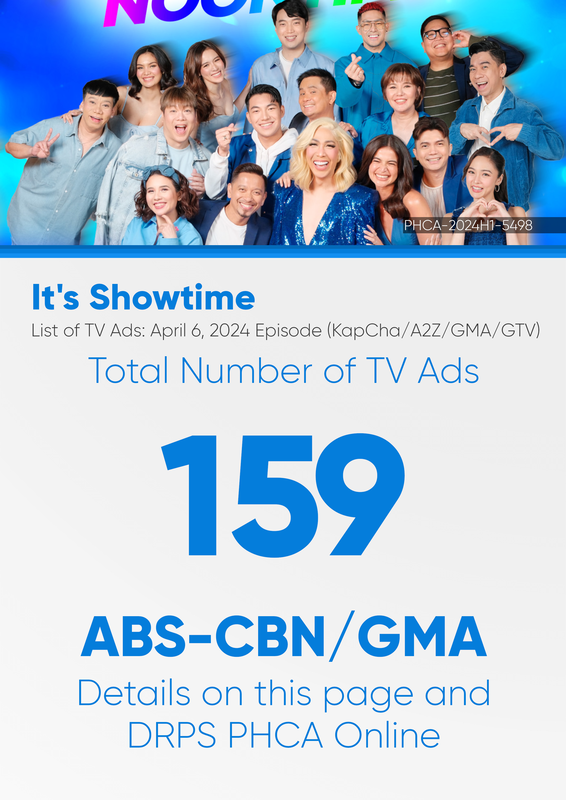 PHCA-2024H1-5498
It's Showtime
List of TV Ads: April 6, 2024 Episode (KapCha/A2Z/GMA/GTV)
Total Number of TV Ads
159
ABS-CBN/GMA
Details on this page and
DRPS PHCA Online